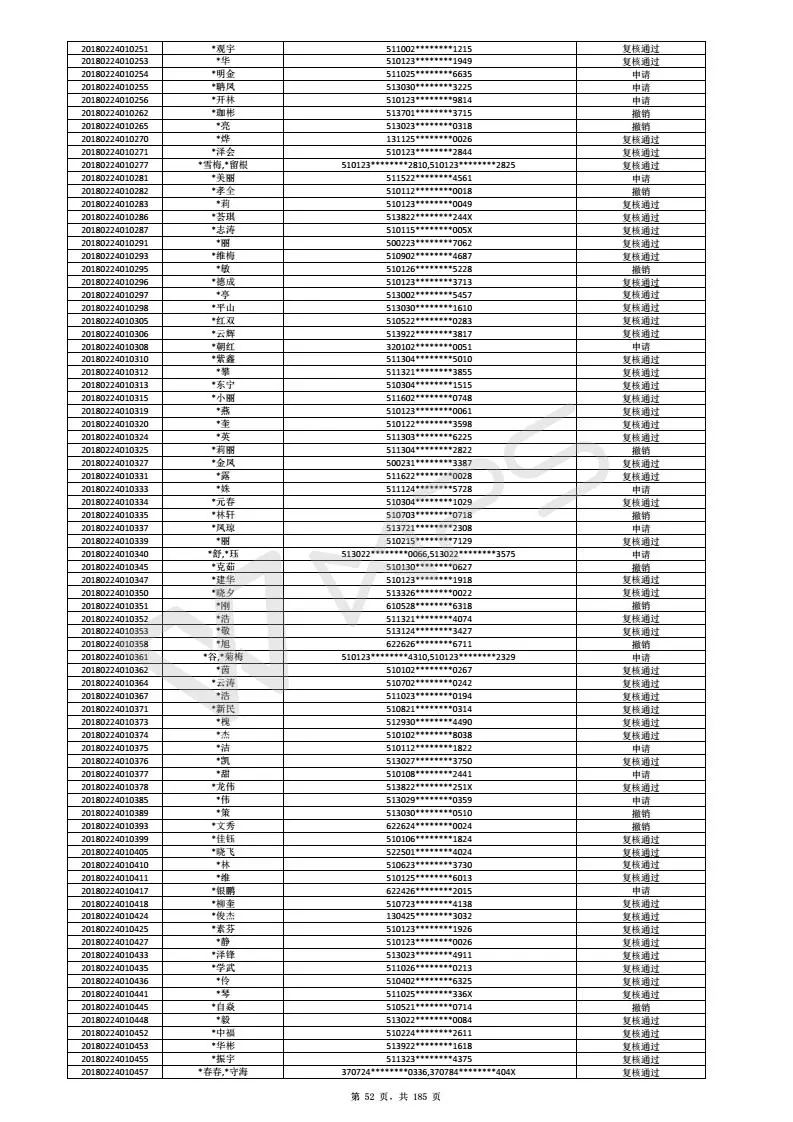 20180224010251 *观宇 511002********1215 复核通过
20180224010253 *华 510123********1949 复核通过
20180224010254 *明金 511025********6635 申请
20180224010255 *鹏凤 513030********3225 申请
20180224010256 *开林 510123********9814 申请
20180224010262 *珈彬 513701********3715 撤销
20180224010265 *亮 513023********0318 撤销
20180224010270 *烨 131125********0026 复核通过
20180224010271 *泽会 510123********2844 复核通过
20180224010277 *雪梅,*留根 510123********2810,510123********2825 复核通过
20180224010281 *美丽 511522********4561 申请
20180224010282 *孝全 510112********0018 撤销
20180224010283 *莉 510123********0049 复核通过
20180224010286 *荟琪 513822********244X 复核通过
20180224010287 *志涛 510115********005X 复核通过
20180224010291 *丽 500223********7062 复核通过
20180224010293 *维梅 510902********4687 复核通过
20180224010295 *敏 510126********5228 撤销
20180224010296 *德成 510123********3713 复核通过
20180224010297 *亭 513002********5457 复核通过
20180224010298 *平山 513030********1610 复核通过
20180224010305 *红双 510522********0283 复核通过
20180224010306 *云辉 513922********3817 复核通过
20180224010308 *朝红 320102********0051 申请
20180224010310 *紫鑫 511304********5010 复核通过
20180224010312 *攀 511321********3855 复核通过
20180224010313 *东宁 510304********1515 复核通过
20180224010315 *小丽 511602********0748 复核通过
20180224010319 *燕 510123********0061 复核通过
20180224010320 *奎 510122********3598 复核通过
20180224010324 *英 511303********6225 复核通过
20180224010325 *莉丽 511304********2822 撤销
20180224010327 *金凤 500231********3387 复核通过
20180224010331 *露 511622********0028 复核通过
20180224010333 *姝 511124********5728 申请
20180224010334 *元春 510304********1029 复核通过
20180224010335 *林轩 510703********0718 撤销
20180224010337 *凤琼 513721********2308 申请
20180224010339 *丽 510215********7129 复核通过
20180224010340 *舒,*珏 513022********0066,513022********3575 申请
20180224010345 *克茹 510130********0627 撤销
20180224010347 *建华 510123********1918 复核通过
20180224010350 *晓夕 513326********0022 复核通过
20180224010351 *刚 610528********6318 撤销
20180224010352 *浩 511321********4074 复核通过
20180224010353 *敬 513124********3427 复核通过
20180224010358 *旭 622626********6711 撤销
20180224010361 *谷,*菊梅 510123********4310,510123********2329 申请
20180224010362 *茵 510102********0267 复核通过
20180224010364 *云涛 510702********0242 复核通过
20180224010367 *浩 511023********0194 复核通过
20180224010371 *新民 510821********0314 复核通过
20180224010373 *槐 512930********4490 复核通过
20180224010374 *杰 510102********8038 复核通过
20180224010375 *洁 510112********1822 申请
20180224010376 *凯 513027********3750 复核通过
20180224010377 *甜 510108********2441 申请
20180224010378 *龙伟 513822********251X 复核通过
20180224010385 *伟 513029********0359 申请
20180224010389 *策 513030********0510 撤销
20180224010393 *文秀 622624********0024 撤销
20180224010399 *佳钰 510106********1824 复核通过
20180224010405 *晓飞 522501********4024 复核通过
20180224010410 *林 510623********3730 复核通过
20180224010411 *维 510125********6013 复核通过
20180224010417 *银鹏 622426********2015 申请
20180224010418 *柳奎 510723********4138 复核通过
20180224010424 *俊杰 130425********3032 复核通过
20180224010425 *素芬 510123********1926 复核通过
20180224010427 *静 510123********0026 复核通过
20180224010433 *泽锋 513023********4911 复核通过
20180224010435 *学武 511026********0213 复核通过
20180224010436 *伶 510402********6325 复核通过
20180224010441 *琴 511025********336X 复核通过
20180224010445 *自焱 510521********0714 撤销
20180224010448 *毅 513022********0084 复核通过
20180224010452 *中福 510224********2611 复核通过
20180224010453 *华彬 513922********1618 复核通过
20180224010455 *振宇 511323********4375 复核通过
20180224010457 *春春,*守海 370724********0336,370784********404X 复核通过
第 52 页，共 185 页